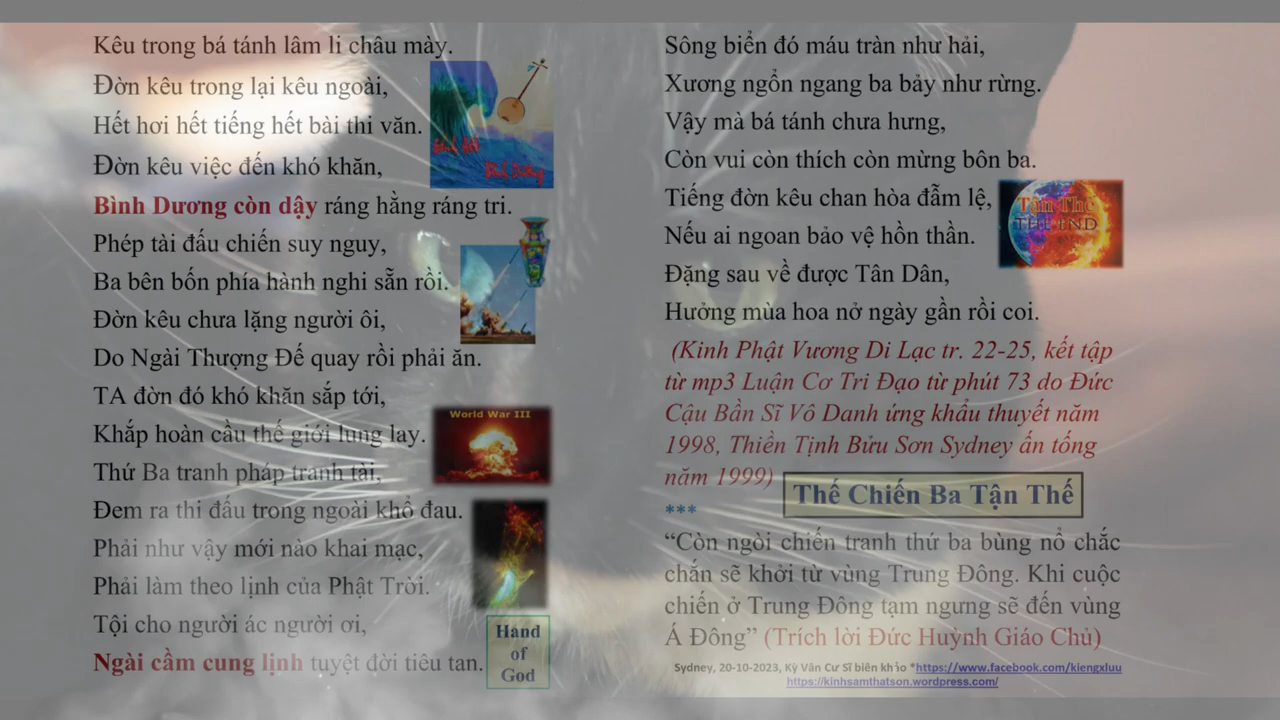 Kêu trong bá tánh lâm li châu mày.
Đờn kêu trong lại kêu ngoài,
Hết hơi hết tiếng hết bài thi văn.
Đờn kêu việc đến khó khăn,
Bình Dương còn dậy ráng hằng ráng tri.
Phép tài đấu chiến suy nguy,
Ba bên bốn phía hành nghi sẵn rồi.
Đờn kêu chưa lặng người ôi,
Do Ngài Thượng Đế quay rồi phải ăn.
TA đờn đó khó khăn sắp tới,
Khắp hoàn cầu thế giới lung lay.
World War III
Thứ Ba tranh pháp tranh tài,
Đem ra thi đấu trong ngoài khổ đau.
Phải như vậy mới nào khai mạc,
Phải làm theo lịnh của Phật Trời.
Tội cho người ác người ơi,
Ngài cầm cung lịnh tuyệt đời tiêu tan.
Hand
of
God
Sông biển đó máu tràn như hải,
Xương ngổn ngang ba bảy như rừng.
Vậy mà bá tánh chưa hưng,
Còn vui còn thích còn mừng bôn ba.
Tiếng đờn kêu chan hòa đẫm lệ,
Tân Thế
THE END
Nếu ai ngoan bảo vệ hồn thần.
Đặng sau về được Tân Dân,
Hưởng mùa hoa nở ngày gần rồi coi.
(Kinh Phật Vương Di Lạc tr. 22-25, kết tập
từ mp3 Luận Cơ Tri Đạo từ phút 73 do Đức
Cậu Bần Sĩ Vô Danh ứng khẩu thuyết năm
1998, Thiền Tịnh Bửu Sơn Sydney ấn tống
năm 1999)
Thế Chiến Ba Tận Thế
***
“Còn ngòi chiến tranh thứ ba bùng nổ chắc
chắn sẽ khởi từ vùng Trung Đông. Khi cuộc
chiến ở Trung Đông tạm ngưng sẽ đến vùng
Á Đông” (Trích lời Đức Huỳnh Giáo Chủ)
Sydney, 20-10-2023, Kỳ Vân Cư Sĩ biên khảo *https://www.facebook.com/kiengxluu
https://kinhsamthatson.wordpress.com/